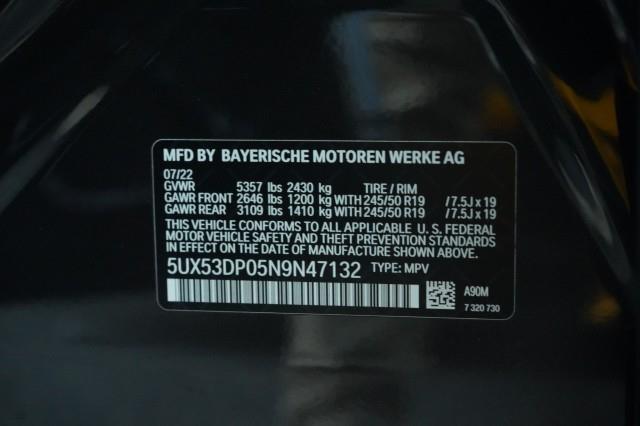 MFD BY BAYERISCHE MOTOREN WERKE AG
07/22
GVWR 5357 lbs 2430 kg TIRE / RIM
GAWR FRONT 2646 lbs 1200 kg WITH 245/50 R19 /7.5J x 19
GAWR REAR 3109 lbs 1410 kg WITH 245/50 R19 /7.5J x 19
THIS VEHICLE CONFORMS TO ALL APPLICABLE U. S. FEDERAL
MOTOR VEHICLE SAFETY AND THEFT PREVENTION STANDARDS
IN EFFECT ON THE DATE OF MANUFACTURE SHOWN ABOVE.
5UX53DP05N9N47132 TYPE: MPV
A90M
7 320 730